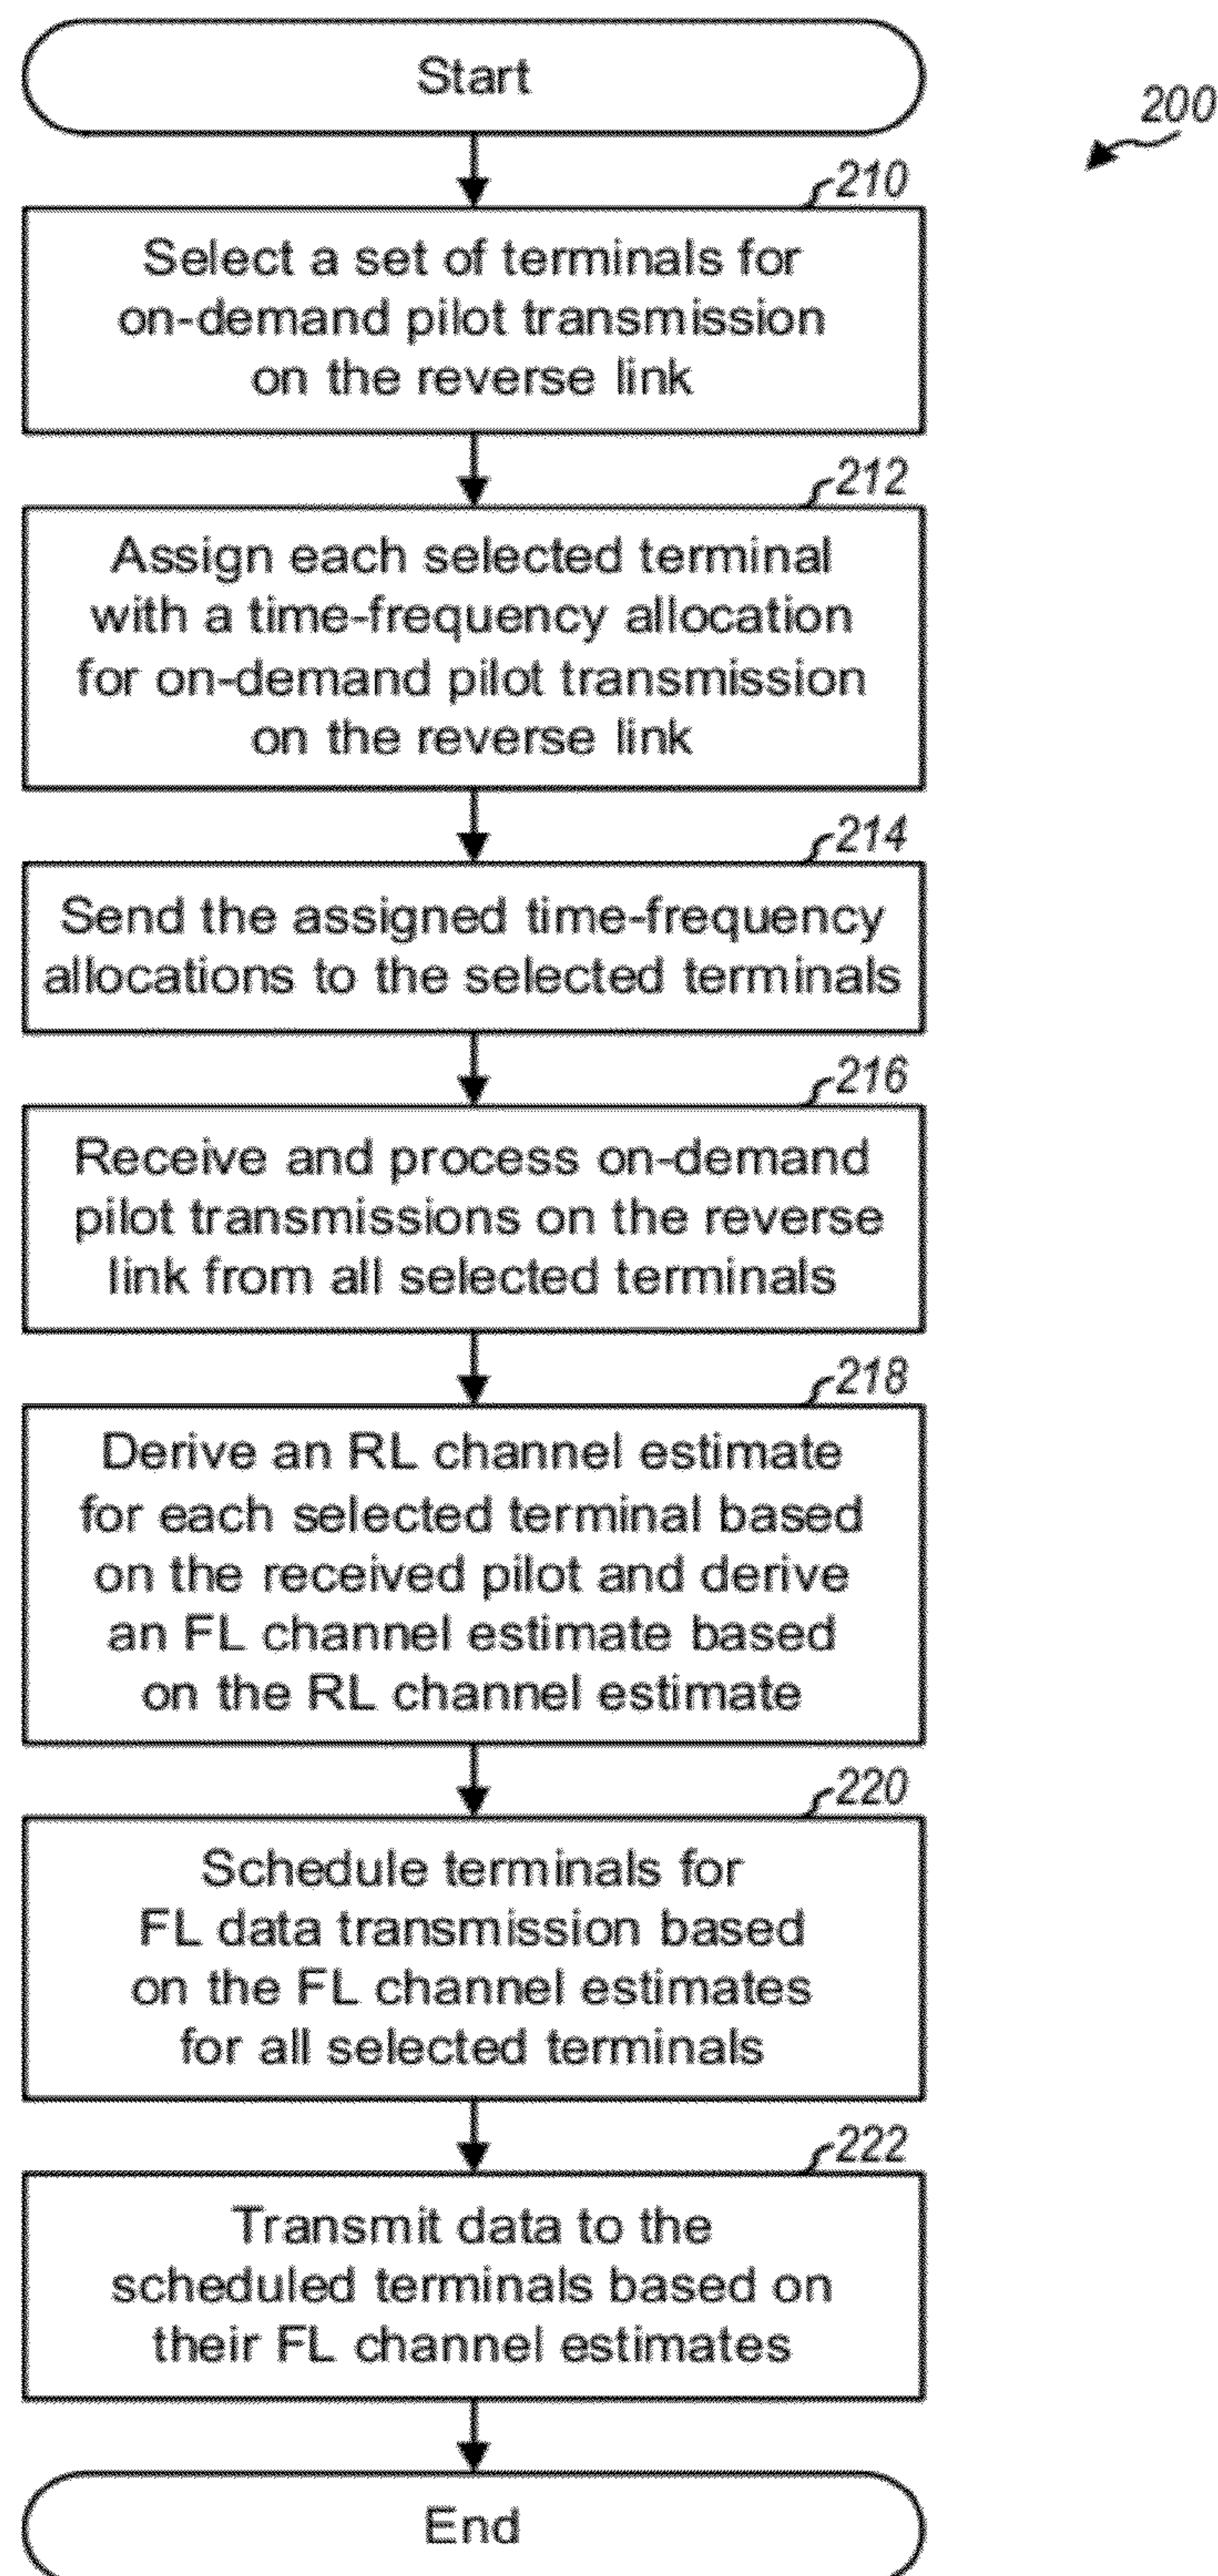 Start
200
210
Select a set of terminals for
on-demand pilot transmission
on the reverse link
212
Assign each selected terminal
with a time-frequency allocation
for on-demand pilot transmission
on the reverse link
214
Send the assigned time-frequency
allocations to the selected terminals
216
Receive and process on-demand
pilot transmissions on the reverse
link from all selected terminals
218
Derive an RL channel estimate
for each selected terminal based
on the received pilot and derive
an FL channel estimate based
on the RL channel estimate
220
Schedule terminals for
FL data transmission based
on the FL channel estimates
for all selected terminals
222
Transmit data to the
scheduled terminals based on
their FL channel estimates
End